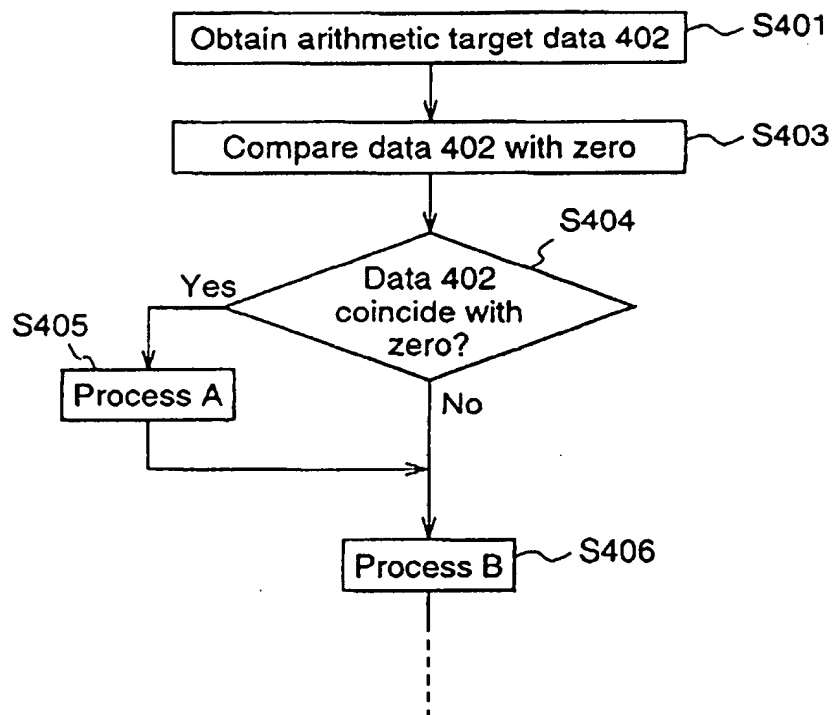 Obtain arithmetic target data 402
S401
Compare data 402 with zero
S403
S404
Data 402
coincide with
zero?
Yes
S405
Process A
No
Process B
S406